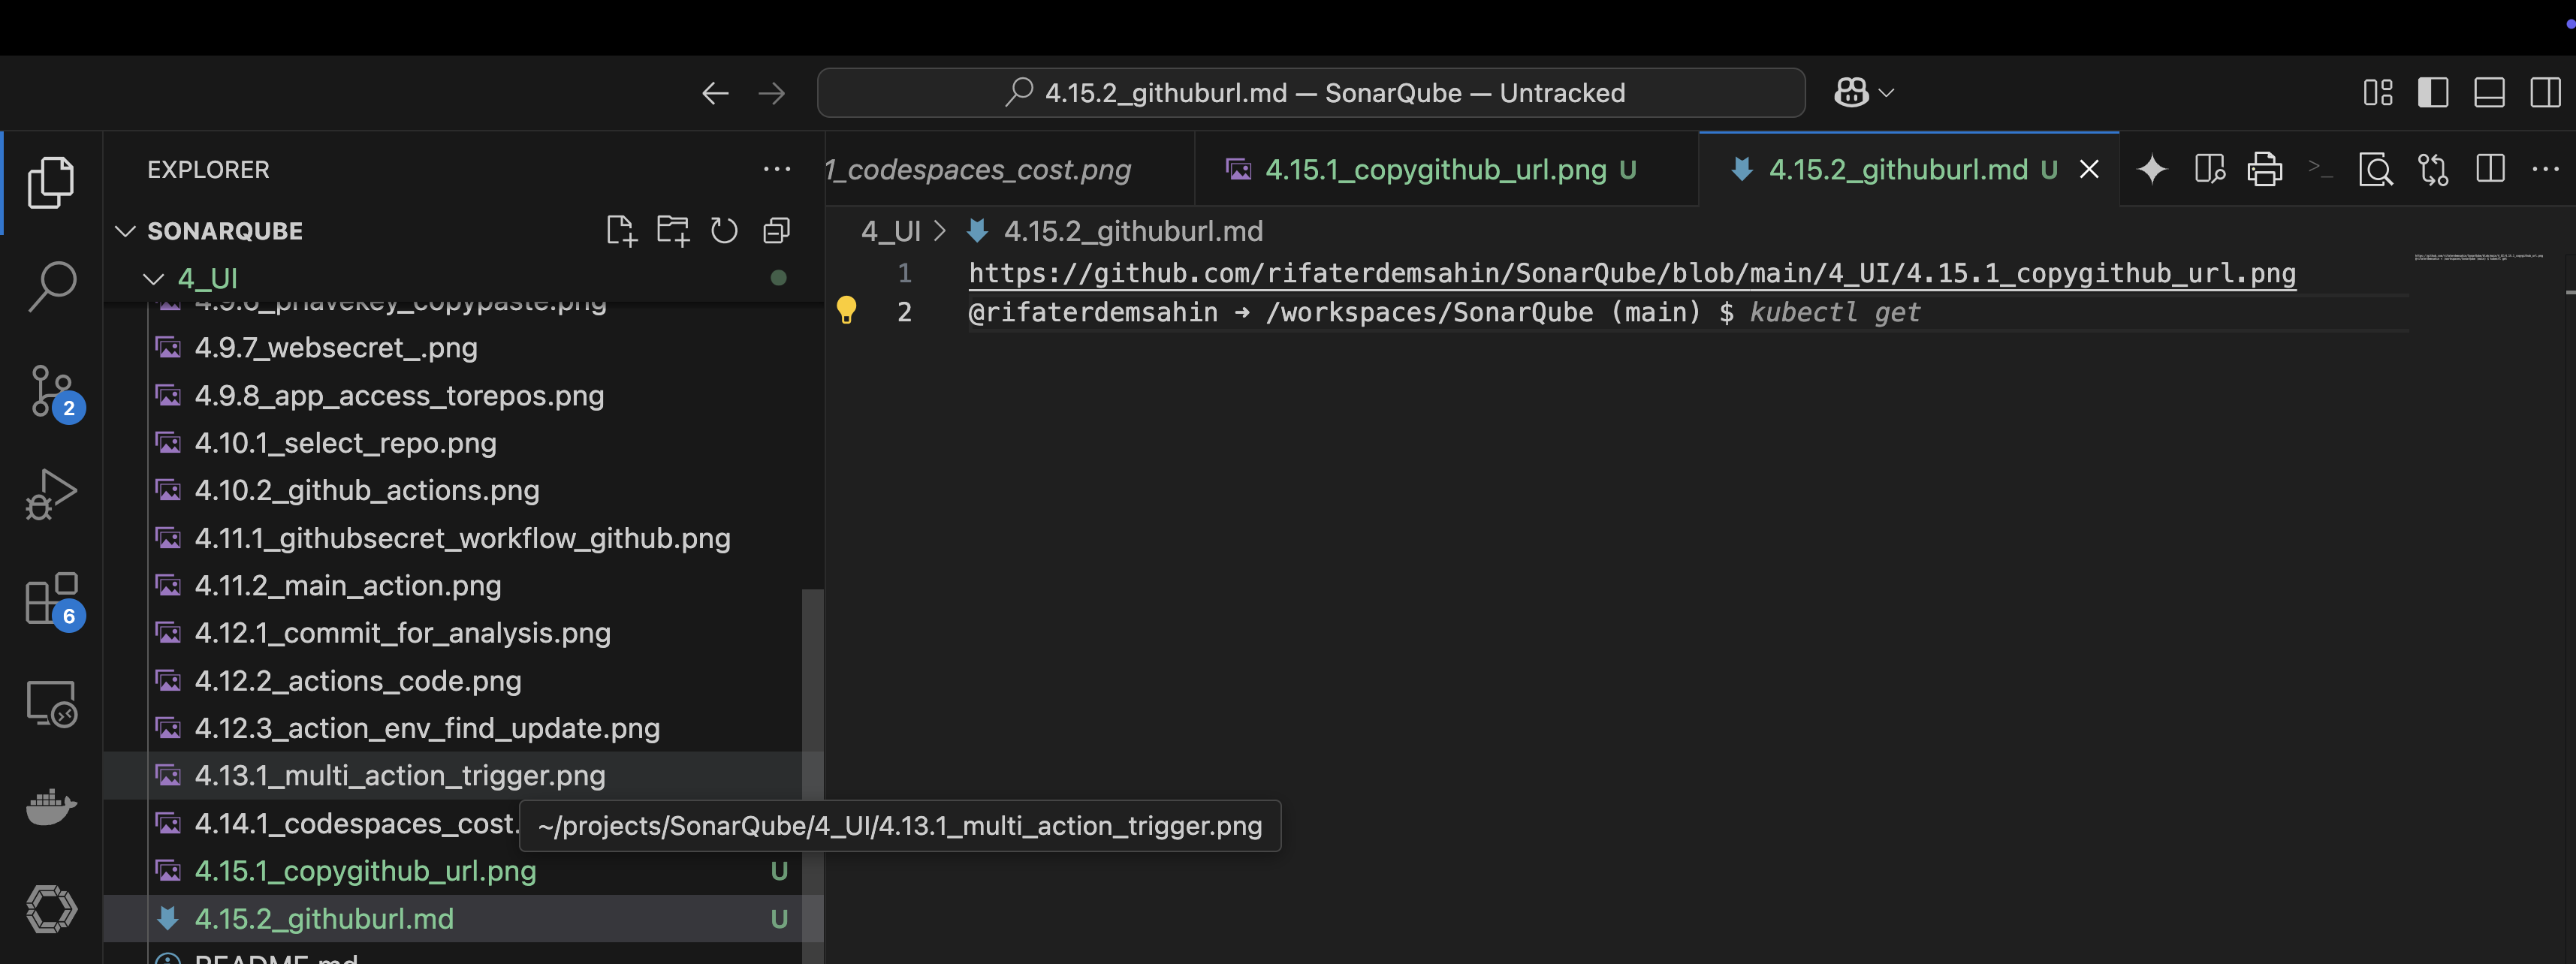 4.15.2_githuburl.md — SonarQube — Untracked
EXPLORER
1_codespaces_cost.png
4.15.1_copygithub_url.png U
4.15.2_githuburl.md U
SONARQUBE
4_UI
4_UI > 4.15.2_githuburl.md
1 https://github.com/rifaterdemsahin/SonarQube/blob/main/4_UI/4.15.1_copygithub_url.png
2 @rifaterdemsahin → /workspaces/SonarQube (main) $ kubectl get
4.9.7_websecret_.png
4.9.8_app_access_torepos.png
4.10.1_select_repo.png
4.10.2_github_actions.png
4.11.1_githubsecret_workflow_github.png
4.11.2_main_action.png
4.12.1_commit_for_analysis.png
4.12.2_actions_code.png
4.12.3_action_env_find_update.png
4.13.1_multi_action_trigger.png
4.14.1_codespaces_cost.
~/projects/SonarQube/4_UI/4.13.1_multi_action_trigger.png
4.15.1_copygithub_url.png U
4.15.2_githuburl.md U
README.md
2
6